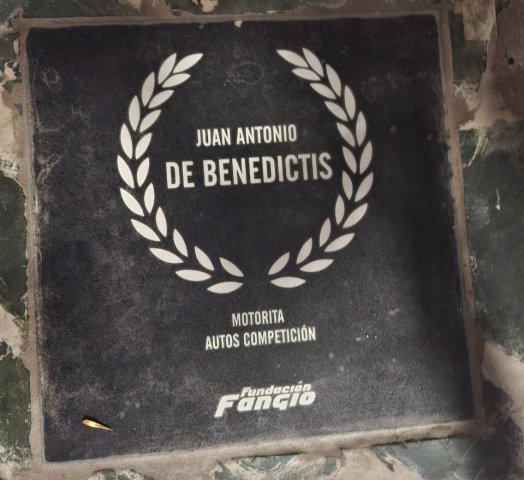 JUAN ANTONIO
DE BENEDICTIS
MOTORITA
AUTOS COMPETICIÓN
Fundación
Fangio